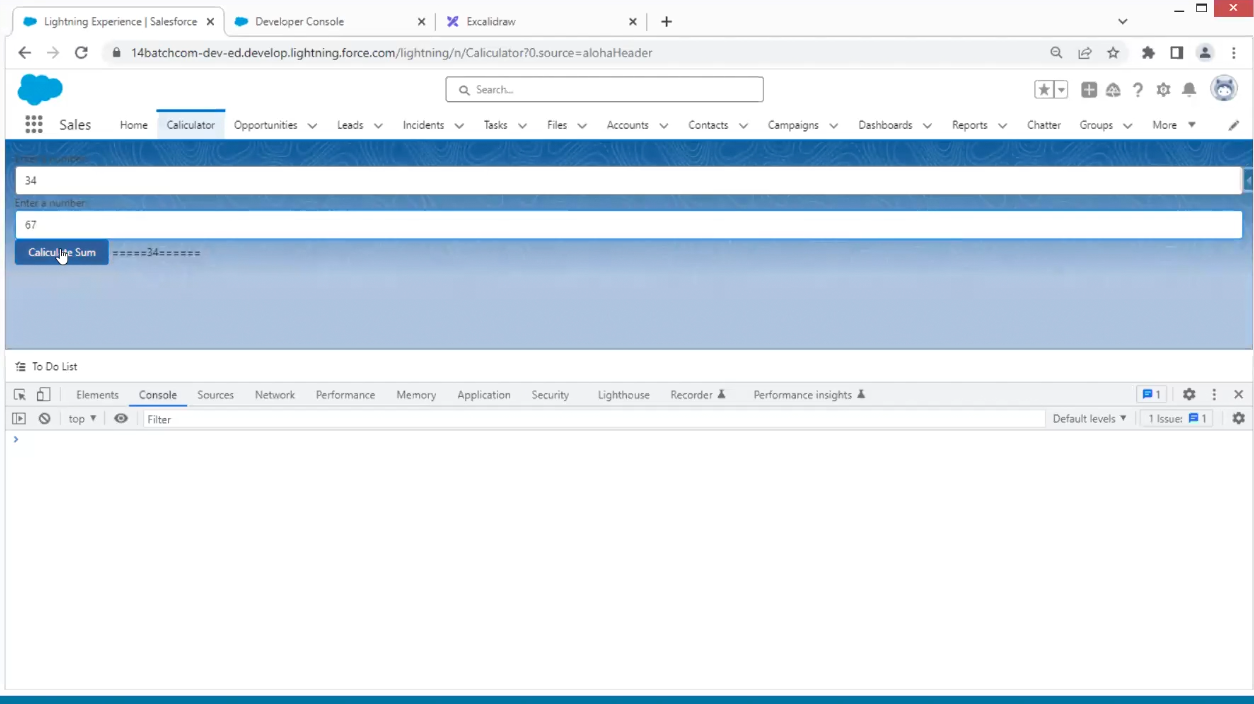 Lightning Experience | Salesforce
Developer Console
Excalidraw
14batchcom-dev-ed.develop.lightning.force.com/lightning/n/Caliculator?0.source=alohaHeader
Search...
Sales Home Caliculator Opportunities Leads Incidents Tasks Files Accounts Contacts Campaigns Dashboards Reports Chatter Groups More
34
Enter a number:
67
Caliculate Sum =====34======
To Do List
Elements Console Sources Network Performance Memory Application Security Lighthouse Recorder Performance insights 1
top Filter Default levels 1 Issue: 1